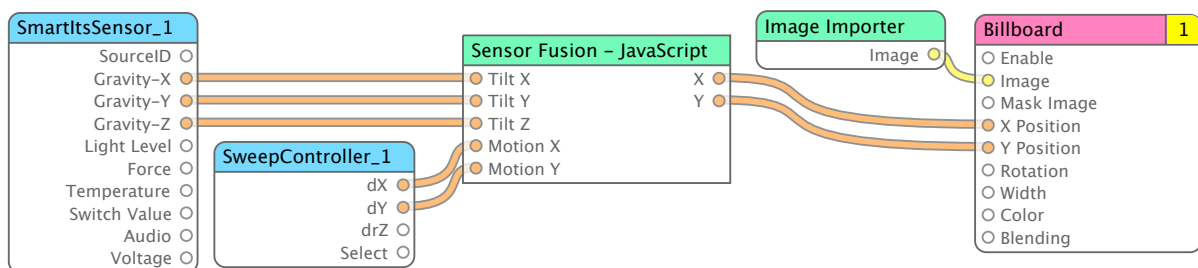 SmartItsSensor_1
SourceID
Gravity-X
Gravity-Y
Gravity-Z
Light Level
Force
Temperature
Switch Value
Audio
Voltage
SweepController_1
dX
dY
drZ
Select
Sensor Fusion - JavaScript
Tilt X X
Tilt Y Y
Tilt Z
Motion X
Motion Y
Image Importer
Image
Billboard 1
Enable
Image
Mask Image
X Position
Y Position
Rotation
Width
Color
Blending